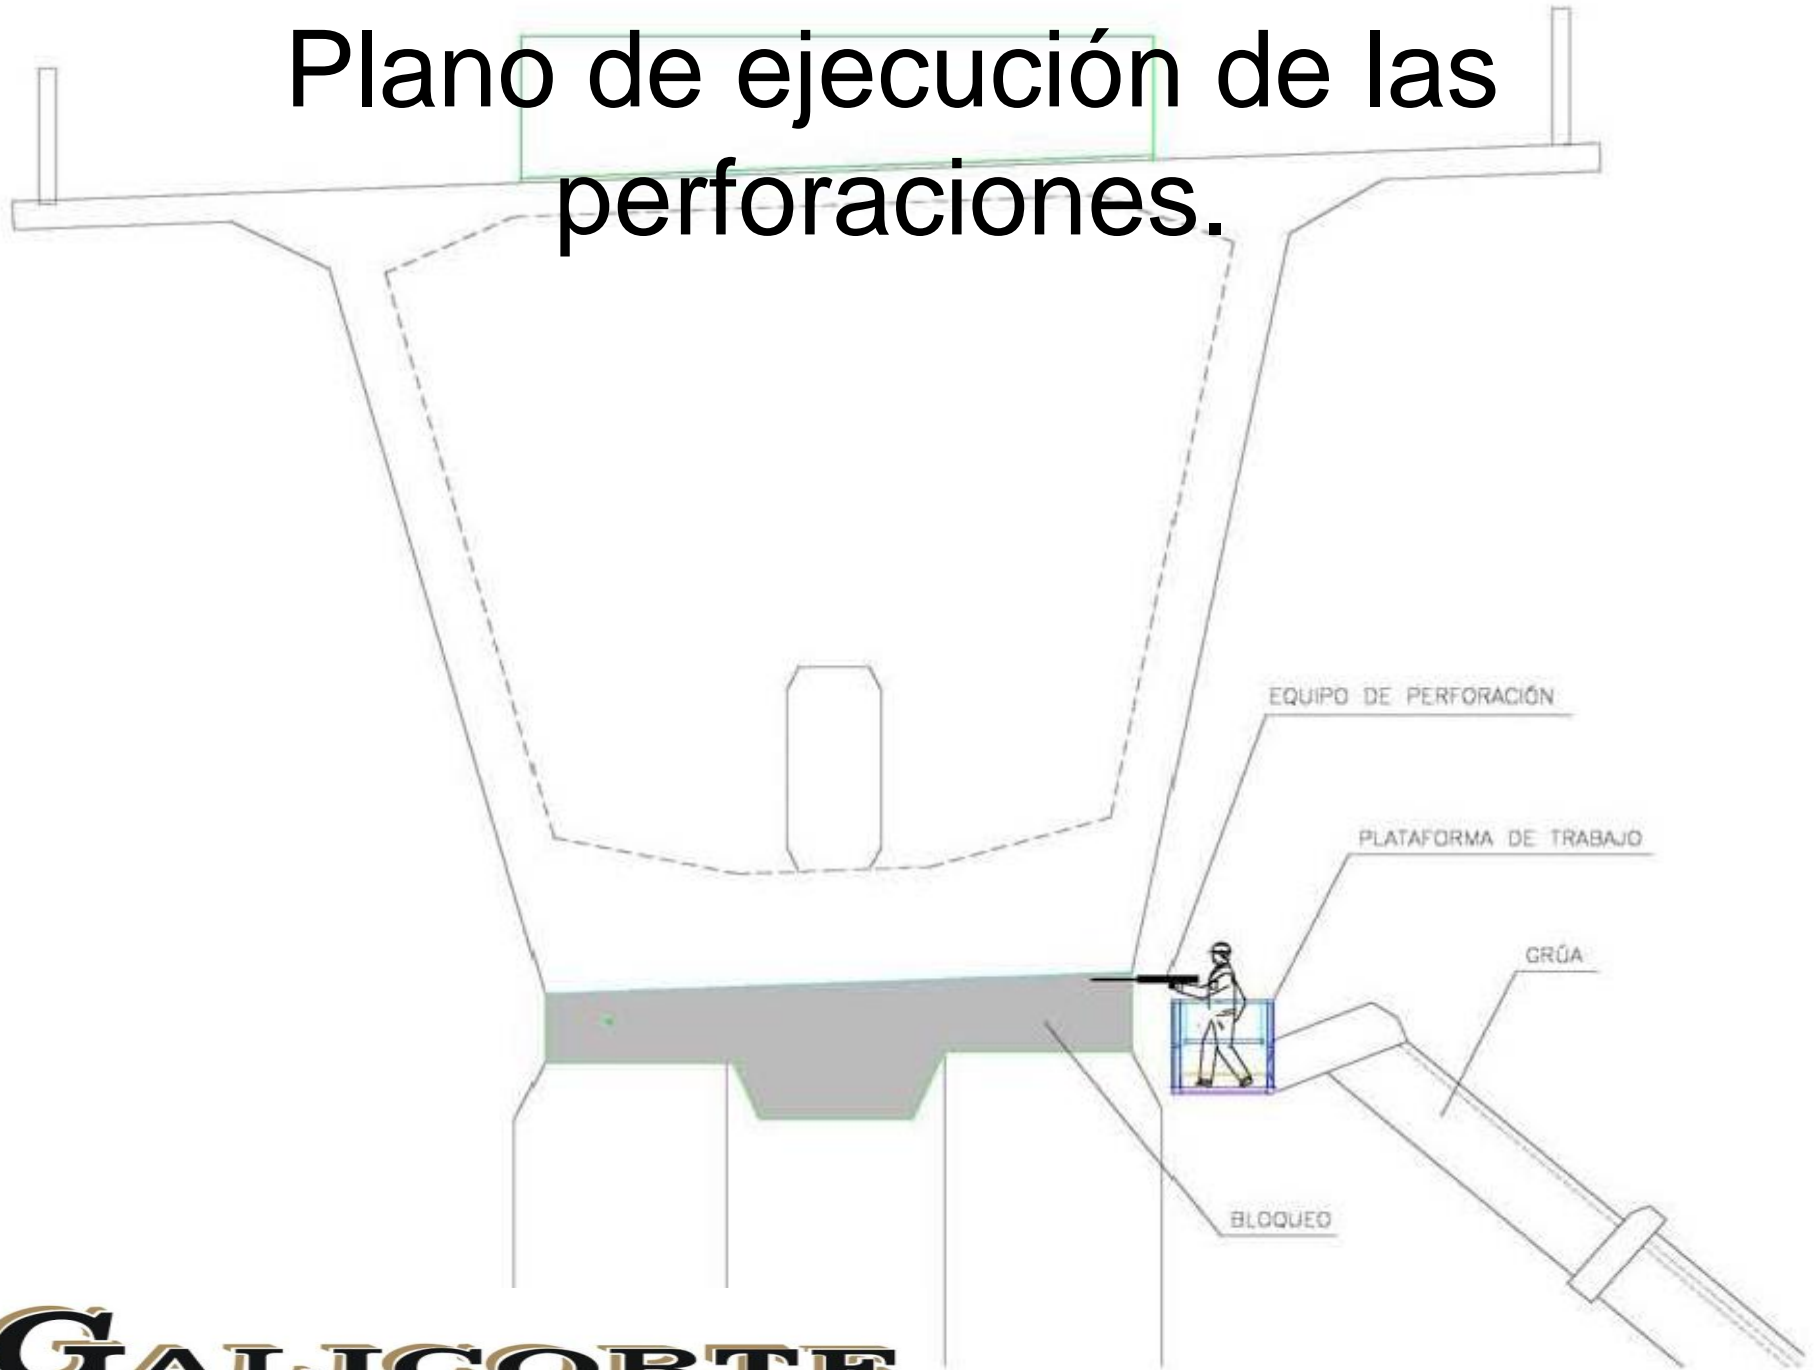 Plano de ejecución de las
perforaciones.
EQUIPO DE PERFORACIÓN
PLATAFORMA DE TRABAJO
GRÚA
BLOQUEO
GALICORTE